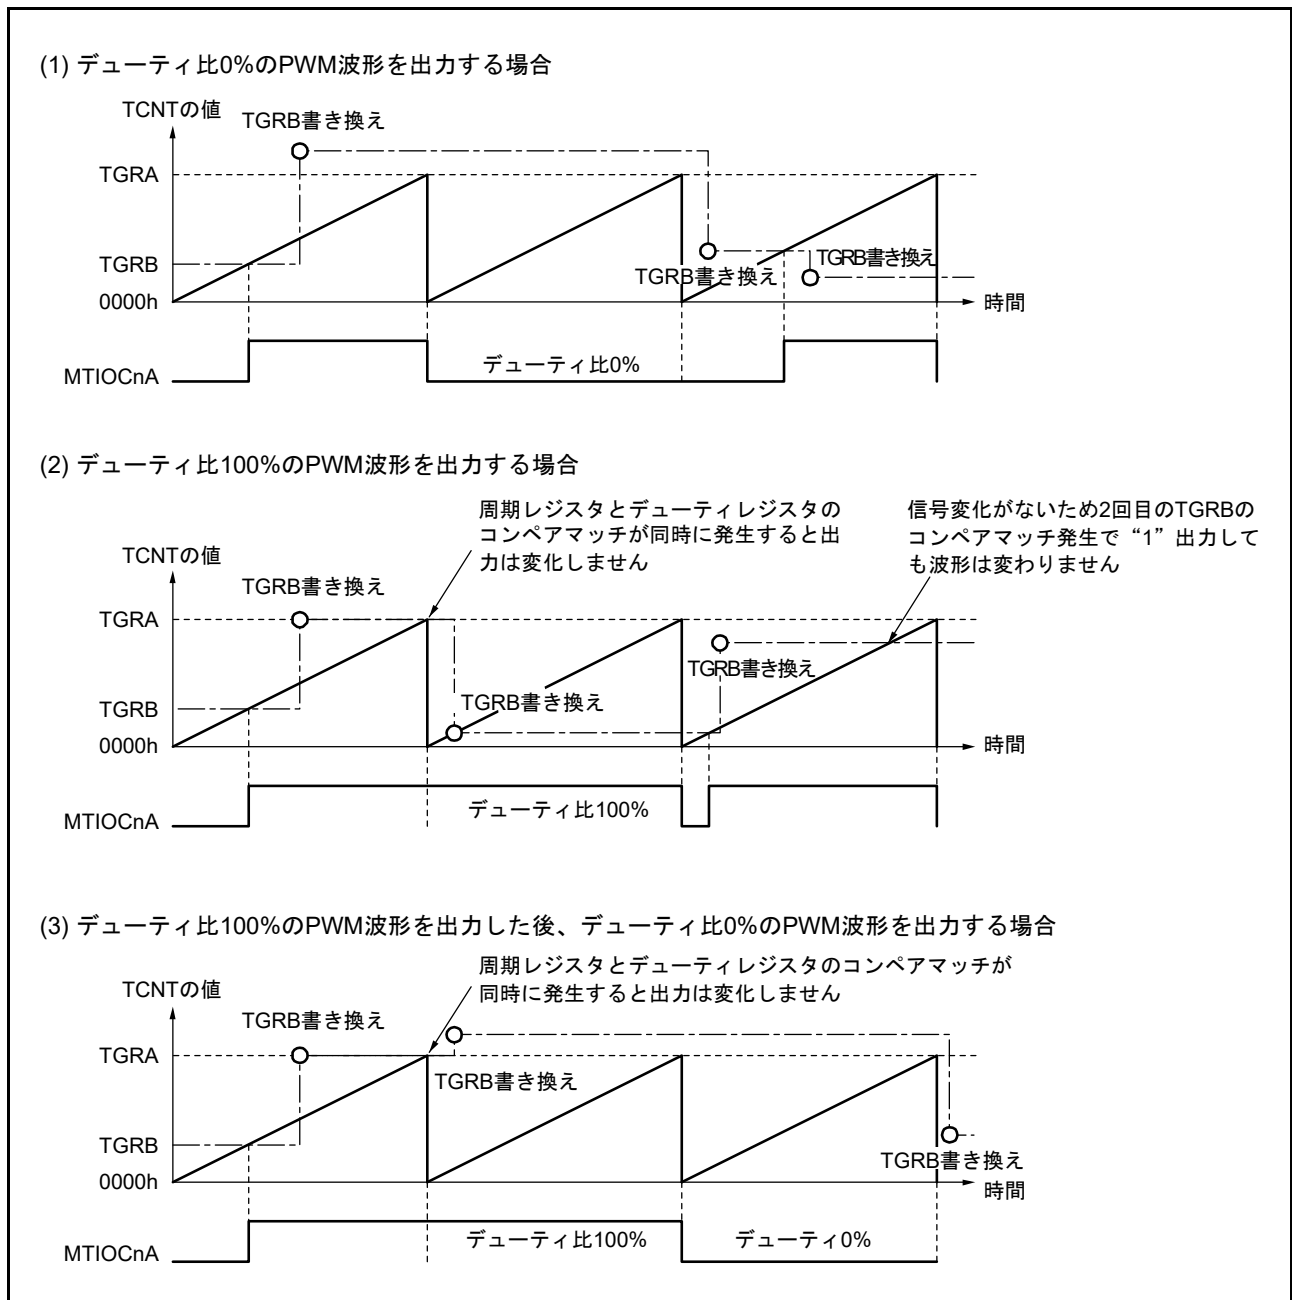 (1) デューティ比0%のPWM波形を出力する場合
TCNTの値
TGRB書き換え
TGRA
TGRB
TGRB書き換え
TGRB書き換え
0000h
時間
デューティ比0%
MTIOCnA
(2) デューティ比100%のPWM波形を出力する場合
周期レジスタとデューティレジスタの
コンペアマッチが同時に発生すると出
力は変化しません
信号変化がないため2回目のTGRBの
コンペアマッチ発生で“1”出力して
も波形は変わりません
TCNTの値
TGRB書き換え
TGRA
TGRB書き換え
TGRB書き換え
TGRB
0000h
時間
デューティ比100%
MTIOCnA
(3) デューティ比100%のPWM波形を出力した後、デューティ比0%のPWM波形を出力する場合
周期レジスタとデューティレジスタのコンペアマッチが
同時に発生すると出力は変化しません
TCNTの値
TGRB書き換え
TGRA
TGRB書き換え
TGRB
TGRB書き換え
0000h
時間
デューティ比100%
デューティ0%
MTIOCnA